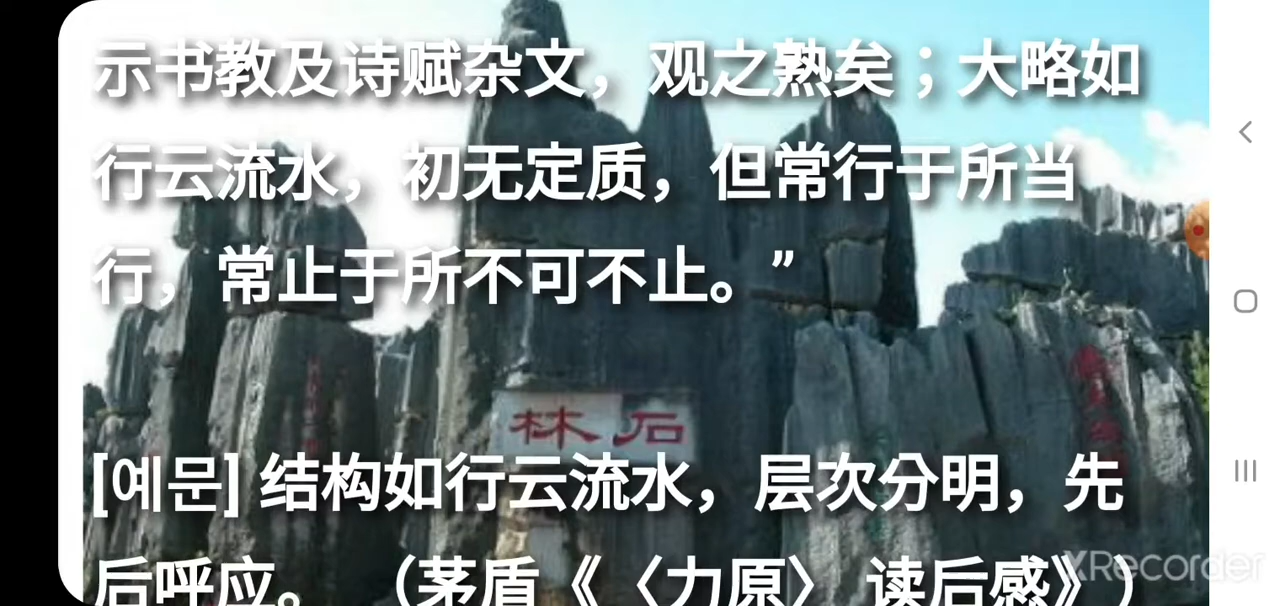 示书教及诗赋杂文，观之熟矣；大略如
行云流水，初无定质，但常行于所当
行，常止于所不可不止。”
林石
[예문] 结构如行云流水，层次分明，先
后呼应。（茅盾《〈力原〉 读后感》）
XRecorder